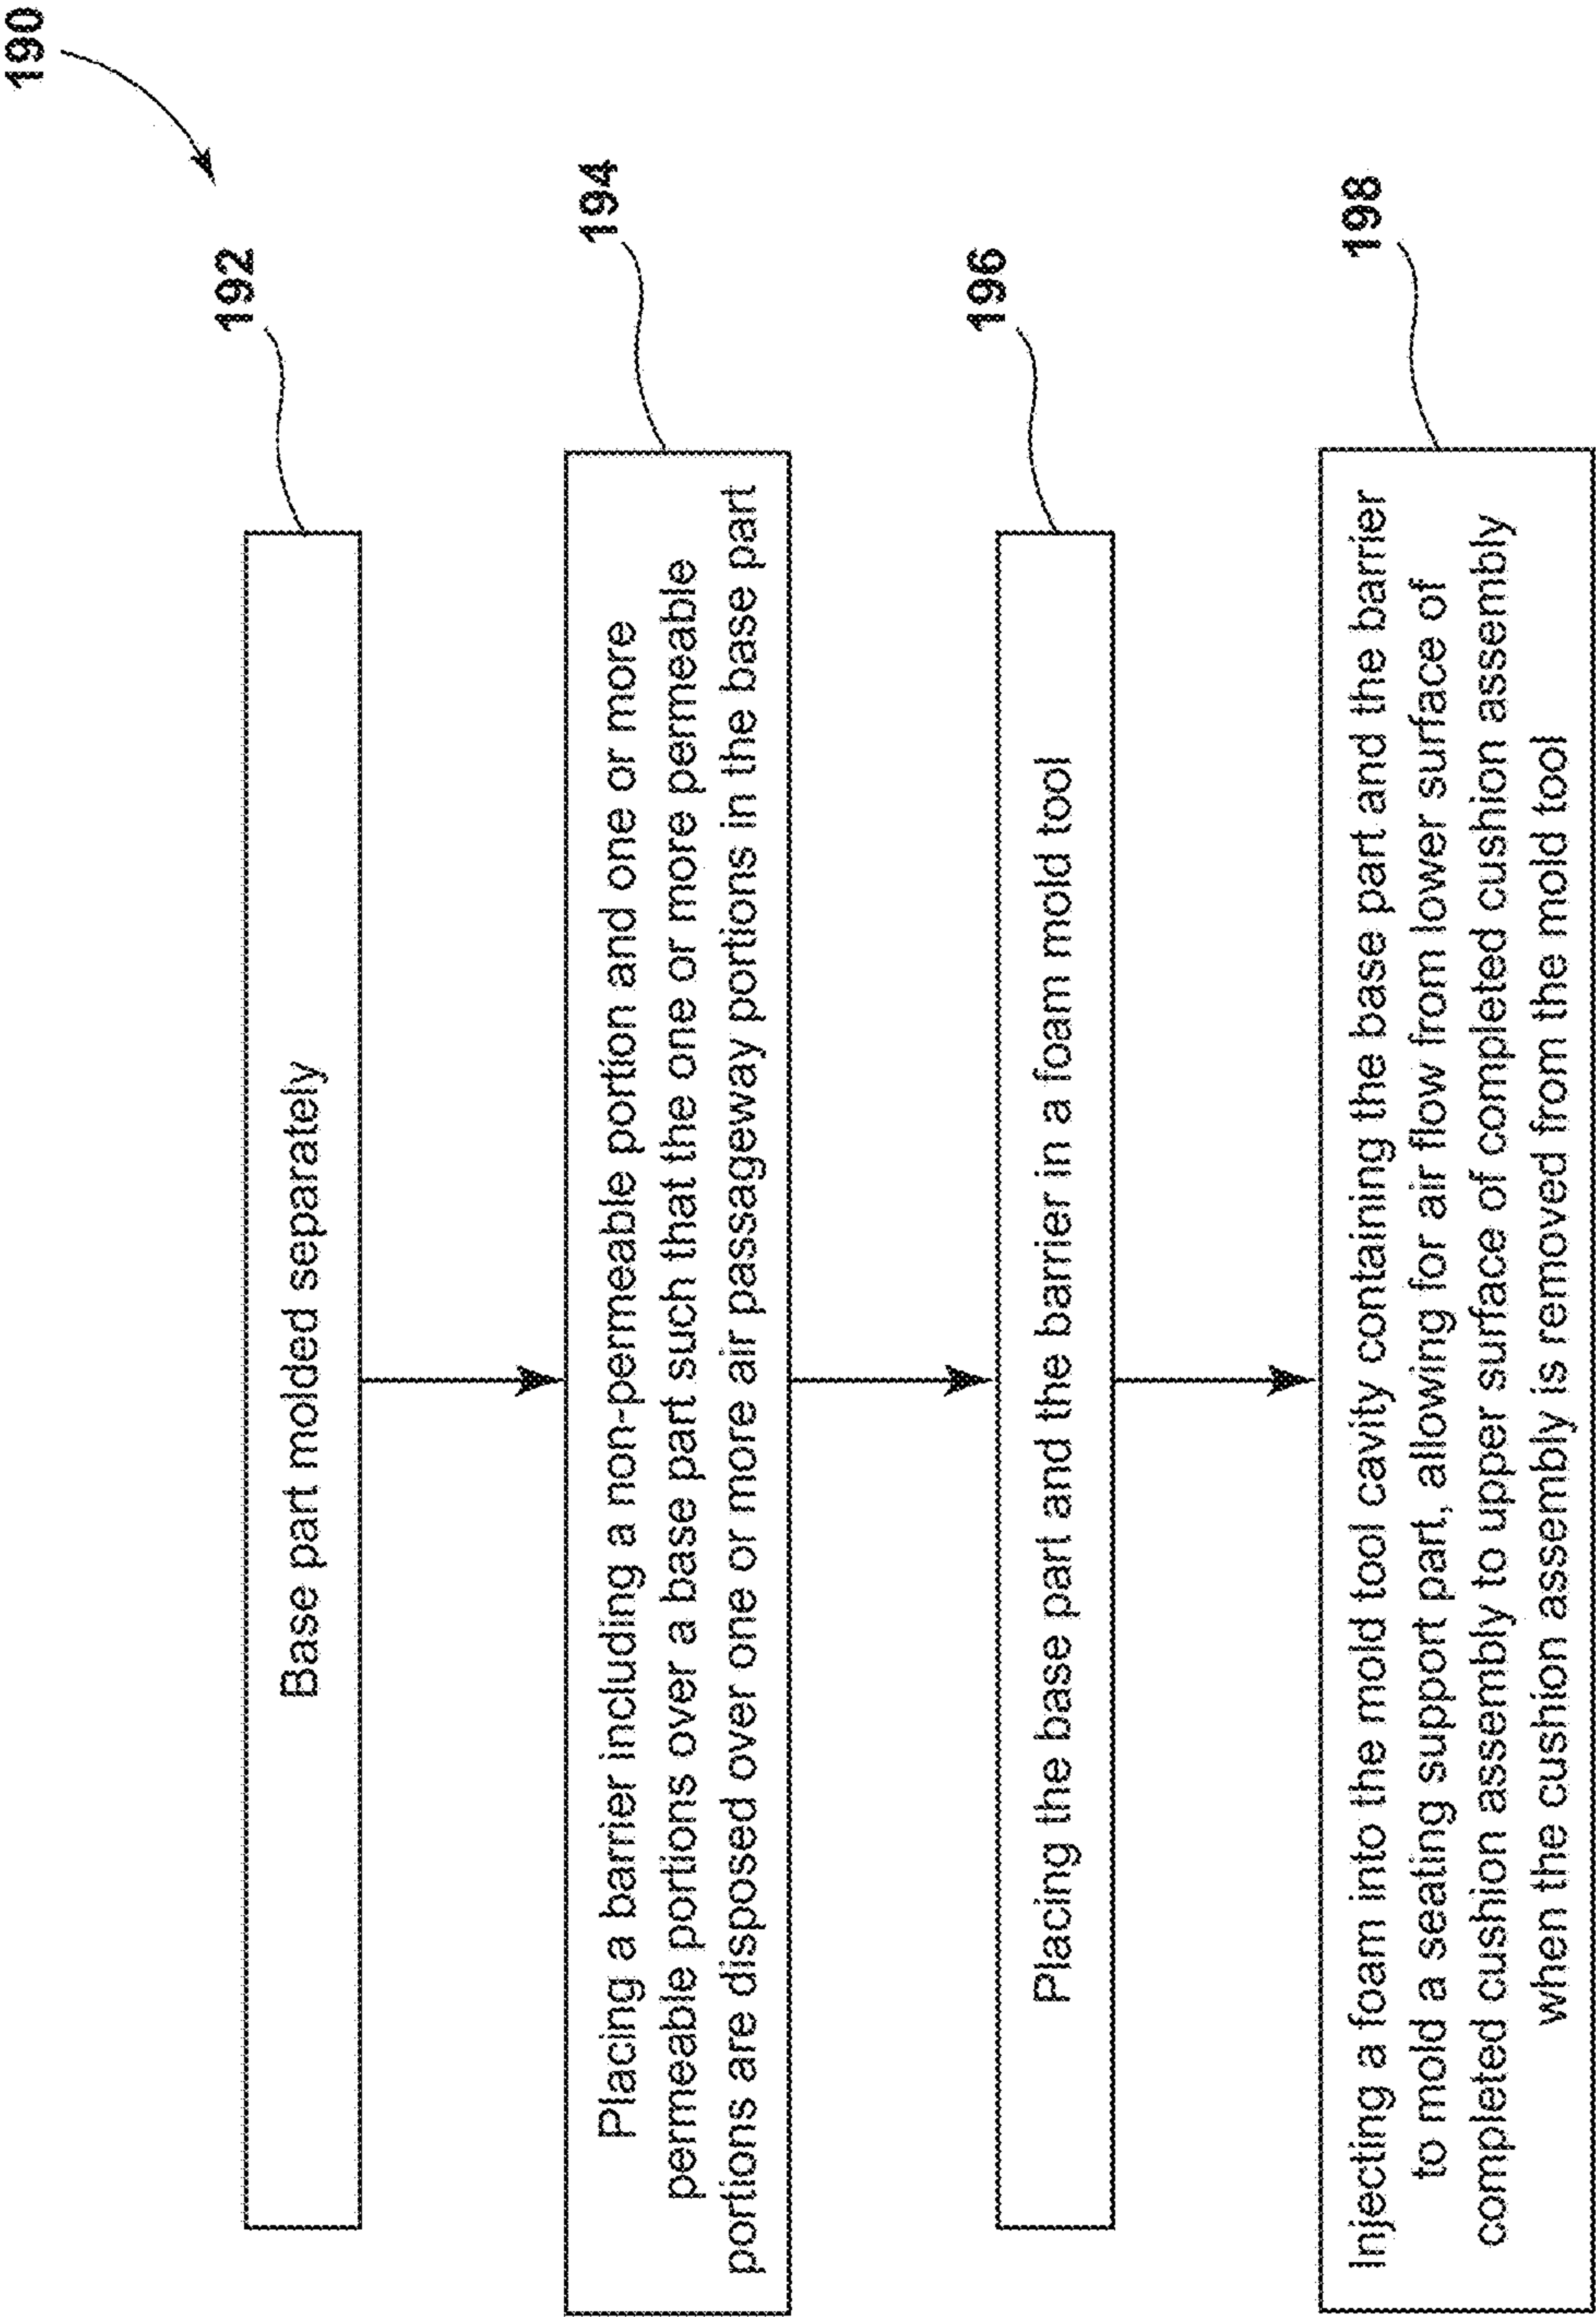 190
192
Base part molded separately
194
Placing a barrier including a non-permeable portion and one or more
permeable portions over a base part such that the one or more permeable
portions are disposed over one or more air passageway portions in the base part
196
Placing the base part and the barrier in a foam mold tool
198
Injecting a foam into the mold tool cavity containing the base part and the barrier
to mold a seating support part, allowing for air flow from lower surface of
completed cushion assembly to upper surface of completed cushion assembly
when the cushion assembly is removed from the mold tool